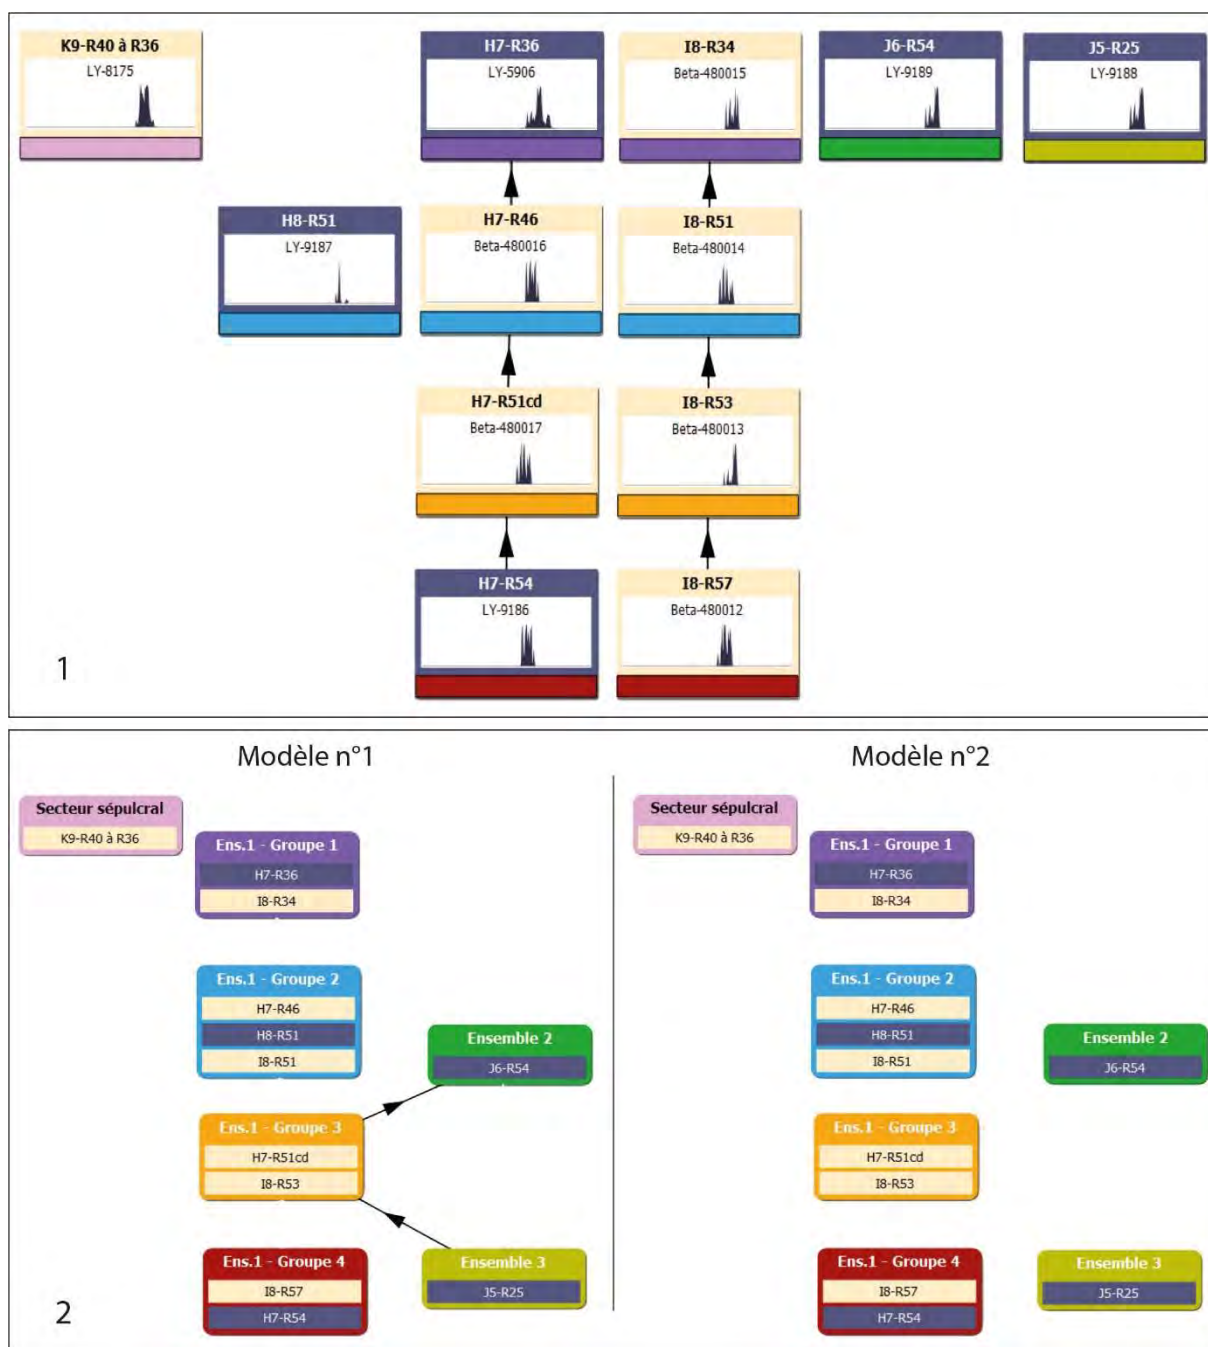 K9-R40 à R36
LY-8175
H7-R36
LY-5906
I8-R34
Beta-480015
J6-R54
LY-9189
J5-R25
LY-9188
H8-R51
LY-9187
H7-R46
Beta-480016
I8-R51
Beta-480014
H7-R51cd
Beta-480017
I8-R53
Beta-480013
H7-R54
LY-9186
I8-R57
Beta-480012
1
Modèle n°1
Secteur sépulcral
K9-R40 à R36
Ens.1 - Groupe 1
H7-R36
I8-R34
Ens.1 - Groupe 2
H7-R46
H8-R51
I8-R51
Ensemble 2
J6-R54
Ens.1 - Groupe 3
H7-R51cd
I8-R53
Ens.1 - Groupe 4
I8-R57
H7-R54
Ensemble 3
J5-R25
2
Modèle n°2
Secteur sépulcral
K9-R40 à R36
Ens.1 - Groupe 1
H7-R36
I8-R34
Ens.1 - Groupe 2
H7-R46
H8-R51
I8-R51
Ensemble 2
J6-R54
Ens.1 - Groupe 3
H7-R51cd
I8-R53
Ens.1 - Groupe 4
I8-R57
H7-R54
Ensemble 3
J5-R25